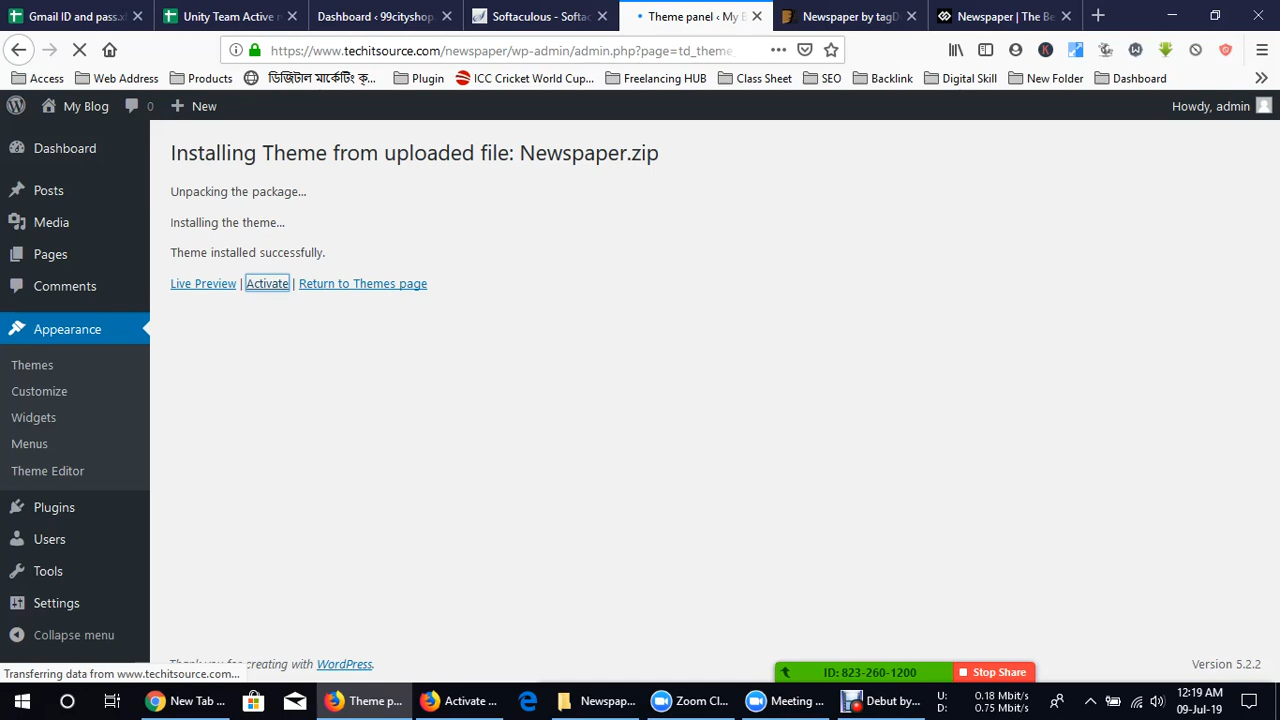 Gmail ID and pass.x
Unity Team Active m
Dashboard ‹ 99cityshop.
Softaculous - Softac
Theme panel ‹ My B
Newspaper by tagD
Newspaper | The Be
https://www.techitsource.com/newspaper/wp-admin/admin.php?page=td_theme
Access
Web Address
Products
ডিজিটাল মার্কেটিং কৃ...
Plugin
ICC Cricket World Cup...
Freelancing HUB
Class Sheet
SEO
Backlink
Digital Skill
New Folder
Dashboard
My Blog
0
New
Howdy, admin
Dashboard
Posts
Media
Pages
Comments
Appearance
Themes
Customize
Widgets
Menus
Theme Editor
Plugins
Users
Tools
Settings
Collapse menu
Installing Theme from uploaded file: Newspaper.zip
Unpacking the package...
Installing the theme...
Theme installed successfully.
Live Preview | Activate | Return to Themes page
Thank you for creating with WordPress.
Version 5.2.2
Transferring data from www.techitsource.com...
ID: 823-260-1200
Stop Share
New Tab ...
Theme p...
Activate ...
Newspap...
Zoom Cl...
Meeting ...
Debut by...
U: 0.18 Mbit/s
D: 0.75 Mbit/s
12:19 AM
09-Jul-19